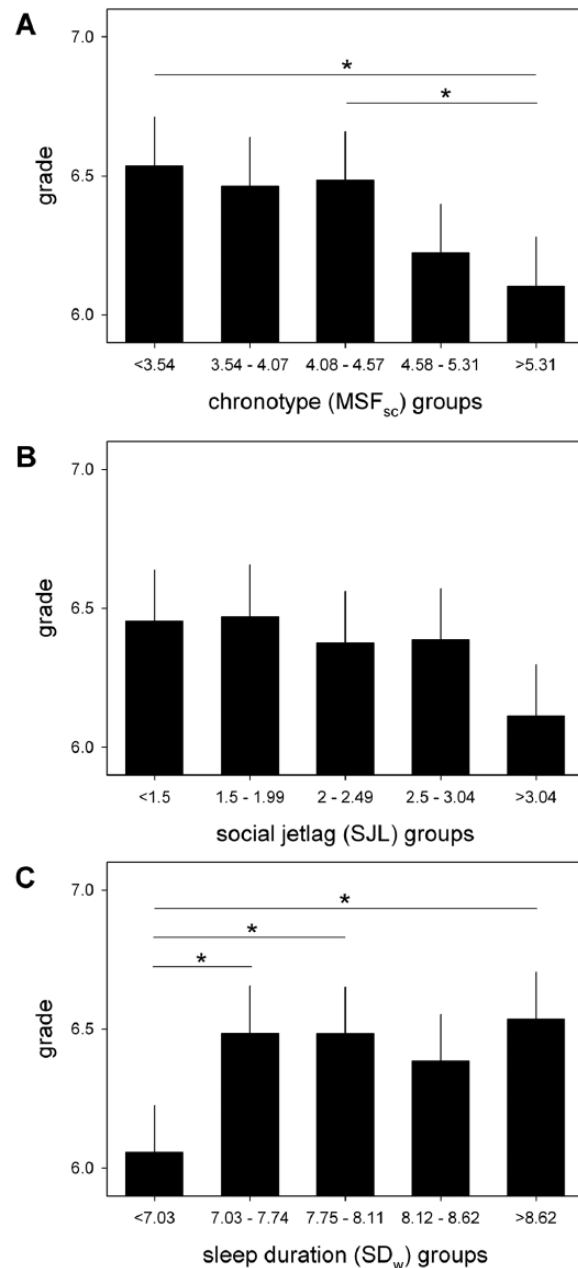 A
7.0
*
*
6.5
grade
6.0
<3.54 3.54 - 4.07 4.08 - 4.57 4.58 - 5.31 >5.31
chronotype (MSFsc) groups
B
7.0
6.5
grade
6.0
<1.5 1.5 - 1.99 2 - 2.49 2.5 - 3.04 >3.04
social jetlag (SJL) groups
C
7.0
*
*
*
6.5
grade
6.0
<7.03 7.03 - 7.74 7.75 - 8.11 8.12 - 8.62 >8.62
sleep duration (SDw) groups